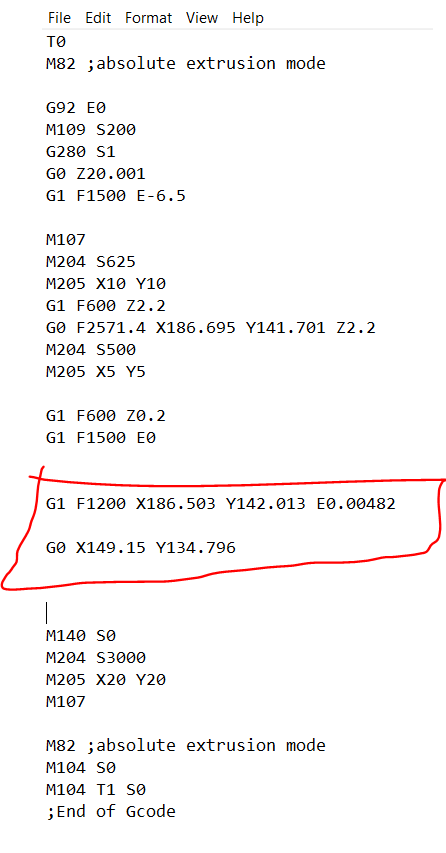 File Edit Format View Help
T0
M82 ;absolute extrusion mode
G92 E0
M109 S200
G280 S1
G0 Z20.001
G1 F1500 E-6.5
M107
M204 S625
M205 X10 Y10
G1 F600 Z2.2
G0 F2571.4 X186.695 Y141.701 Z2.2
M204 S500
M205 X5 Y5
G1 F600 Z0.2
G1 F1500 E0
G1 F1200 X186.503 Y142.013 E0.00482
G0 X149.15 Y134.796
M140 S0
M204 S3000
M205 X20 Y20
M107
M82 ;absolute extrusion mode
M104 S0
M104 T1 S0
;End of Gcode